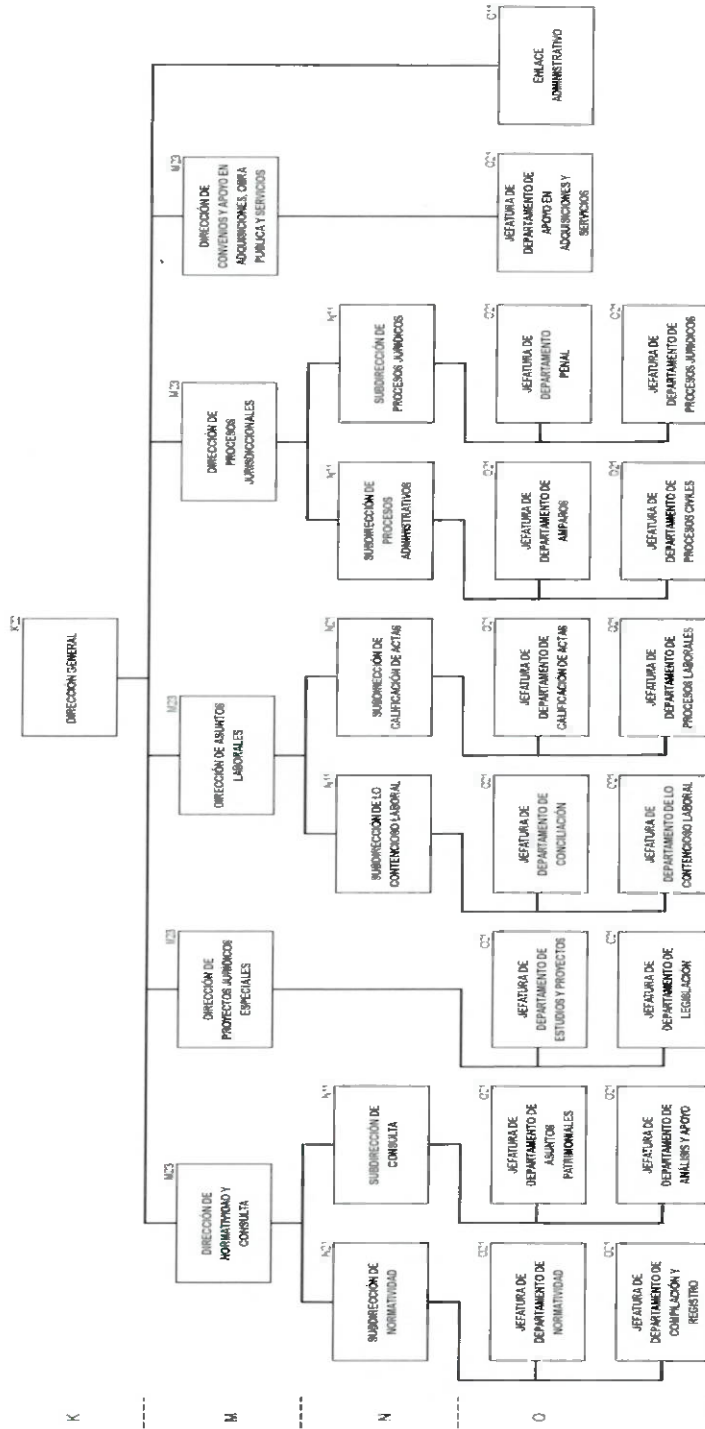 K
DIRECCIÓN GENERAL
M
M23
DIRECCIÓN DE
NORMATIVIDAD Y
CONSULTA
M23
DIRECCIÓN DE
PROYECTOS JURÍDICOS
ESPECIALES
M23
DIRECCIÓN DE ASUNTOS
LABORALES
M23
DIRECCIÓN DE
PROCESOS
JURISDICCIONALES
M23
DIRECCIÓN DE
CONVENIOS Y APOYO EN
ADQUISICIONES, OBRA
PÚBLICA Y SERVICIOS
N
SUBDIRECCIÓN DE
NORMATIVIDAD
N11
SUBDIRECCIÓN DE
CONSULTA
N11
SUBDIRECCIÓN DE LO
CONTENCIOSO LABORAL
N21
SUBDIRECCIÓN DE
CALIFICACIÓN DE ACTAS
N11
SUBDIRECCIÓN DE
PROCESOS
ADMINISTRATIVOS
N11
SUBDIRECCIÓN DE
PROCESOS JURÍDICOS
O
O21
JEFATURA DE
DEPARTAMENTO DE
NORMATIVIDAD
O21
JEFATURA DE
DEPARTAMENTO DE
ASUNTOS
PATRIMONIALES
O21
JEFATURA DE
DEPARTAMENTO DE
ESTUDIOS Y PROYECTOS
O21
JEFATURA DE
DEPARTAMENTO DE
CONCILIACIÓN
O21
JEFATURA DE
DEPARTAMENTO DE
CALIFICACIÓN DE ACTAS
O21
JEFATURA DE
DEPARTAMENTO DE
AMPAROS
O21
JEFATURA DE
DEPARTAMENTO
PENAL
O21
JEFATURA DE
DEPARTAMENTO DE
APOYO EN
ADQUISICIONES Y
SERVICIOS
O11
ENLACE
ADMINISTRATIVO
O21
JEFATURA DE
DEPARTAMENTO DE
COMPILACIÓN Y
REGISTRO
O21
JEFATURA DE
DEPARTAMENTO DE
ANÁLISIS Y APOYO
O21
JEFATURA DE
DEPARTAMENTO DE
LEGISLACIÓN
O21
JEFATURA DE
DEPARTAMENTO DE LO
CONTENCIOSO LABORAL
O21
JEFATURA DE
DEPARTAMENTO DE
PROCESOS LABORALES
O21
JEFATURA DE
DEPARTAMENTO DE
PROCESOS CIVILES
O21
JEFATURA DE
DEPARTAMENTO DE
PROCESOS JURÍDICOS